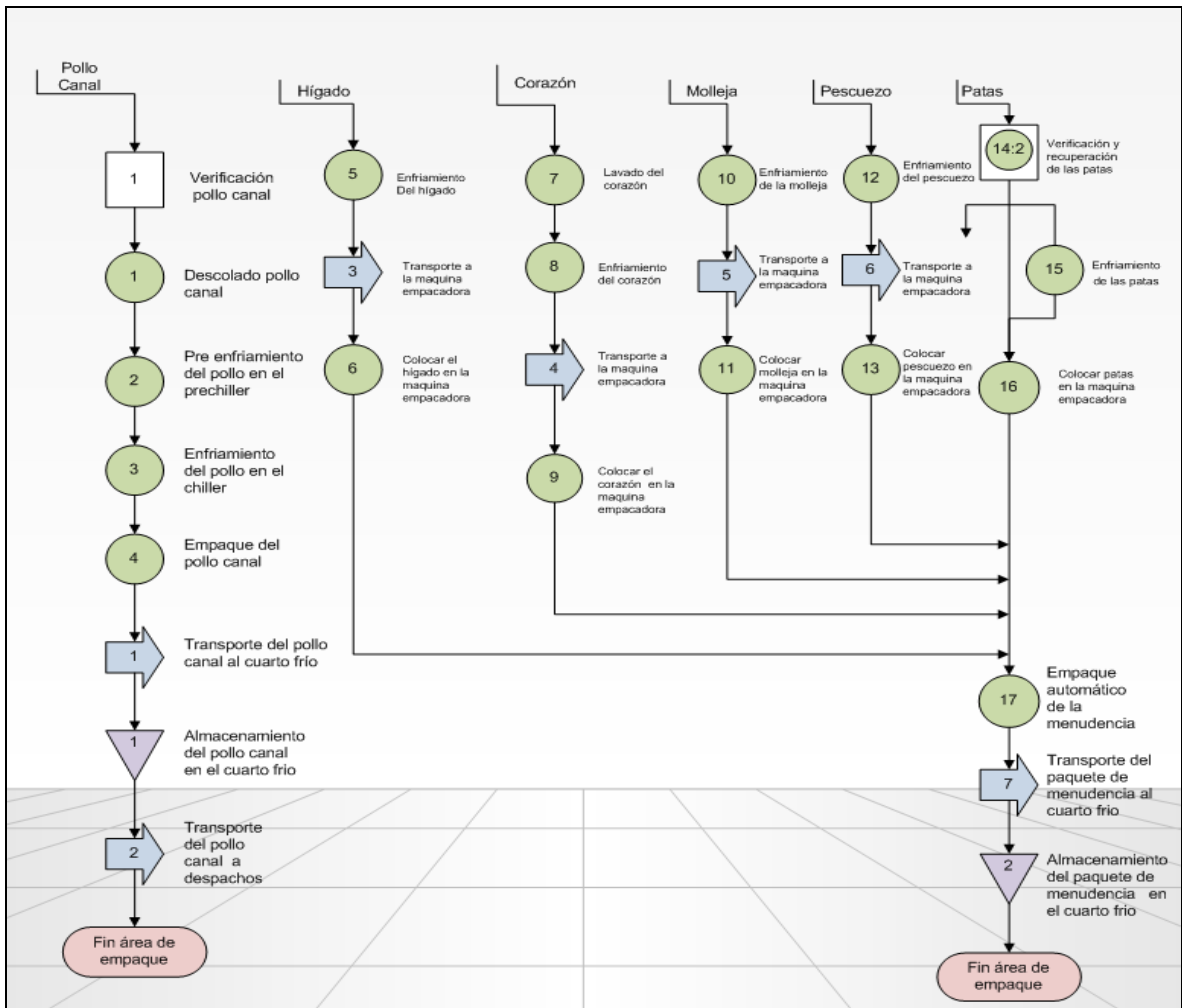 Pollo
Canal
1
Verificación
pollo canal
1
Descolado pollo
canal
2
Pre enfriamiento
del pollo en el
prechiller
3
Enfriamiento
del pollo en el
chiller
4
Empaque del
pollo canal
1
Transporte del pollo
canal al cuarto frío
1
Almacenamiento
del pollo canal
en el cuarto frio
2
Transporte
del pollo
canal a
despachos
Fin área de
empaque
Hígado
5
Enfriamiento
Del hígado
3
Transporte a
la maquina
empacadora
6
Colocar el
hígado en la
maquina
empacadora
Corazón
7
Lavado del
corazón
8
Enfriamiento
del corazón
4
Transporte a
la maquina
empacadora
9
Colocar el
corazón en la
maquina
empacadora
Molleja
10
Enfriamiento
de la molleja
5
Transporte a
la maquina
empacadora
11
Colocar
molleja en la
maquina
empacadora
Pescuezo
12
Enfriamiento
del pescuezo
6
Transporte a
la maquina
empacadora
13
Colocar
pescuezo en
la maquina
empacadora
Patas
14:2
Verificación y
recuperación
de las patas
15
Enfriamiento
de las patas
16
Colocar patas
en la maquina
empacadora
17
Empaque
automático
de la
menudencia
7
Transporte del
paquete de
menudencia al
cuarto frio
2
Almacenamiento
del paquete de
menudencia en
el cuarto frio
Fin área de
empaque